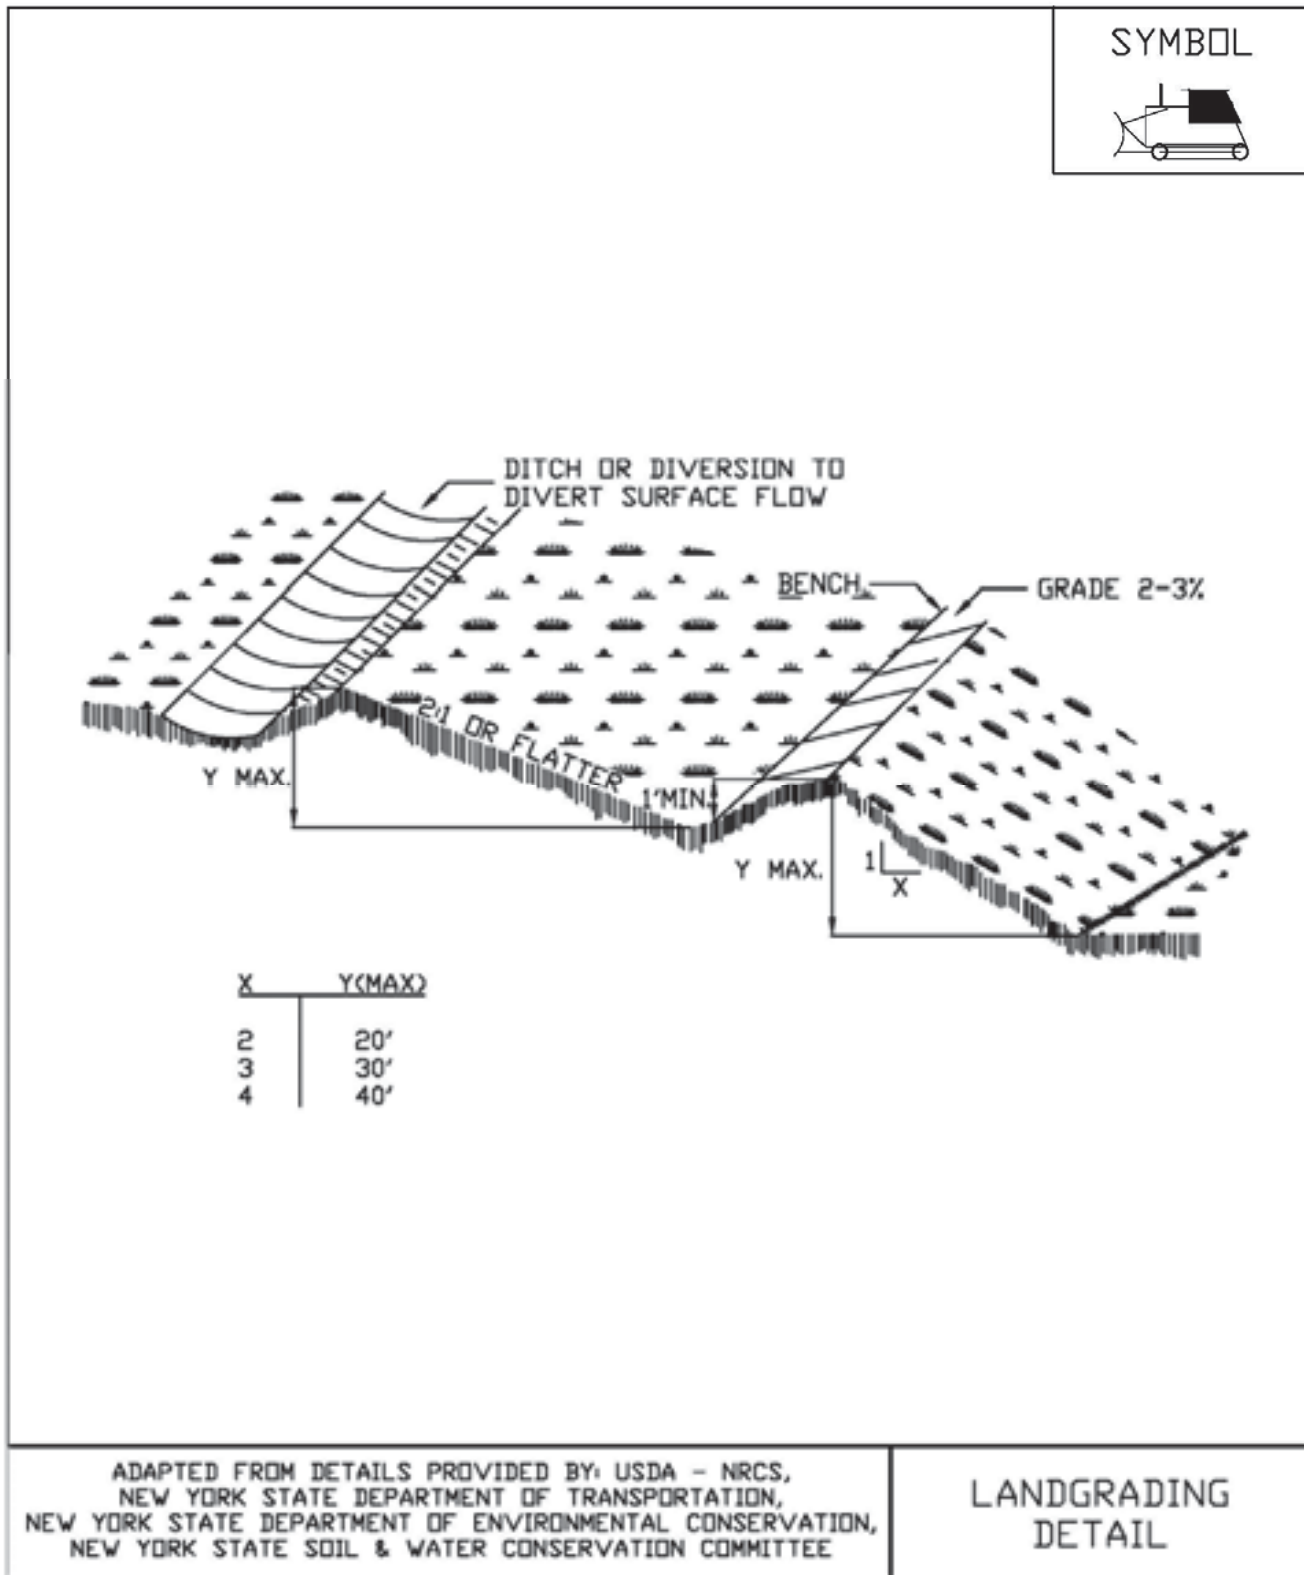 SYMBOL
DITCH OR DIVERSION TO
DIVERT SURFACE FLOW
BENCH
GRADE 2-3%
2:1 OR FLATTER
Y MAX.
1'MIN.
Y MAX.
1
X
X Y(MAX)
2 20'
3 30'
4 40'
ADAPTED FROM DETAILS PROVIDED BY: USDA - NRCS,
NEW YORK STATE DEPARTMENT OF TRANSPORTATION,
NEW YORK STATE DEPARTMENT OF ENVIRONMENTAL CONSERVATION,
NEW YORK STATE SOIL & WATER CONSERVATION COMMITTEE
LANDGRADING
DETAIL